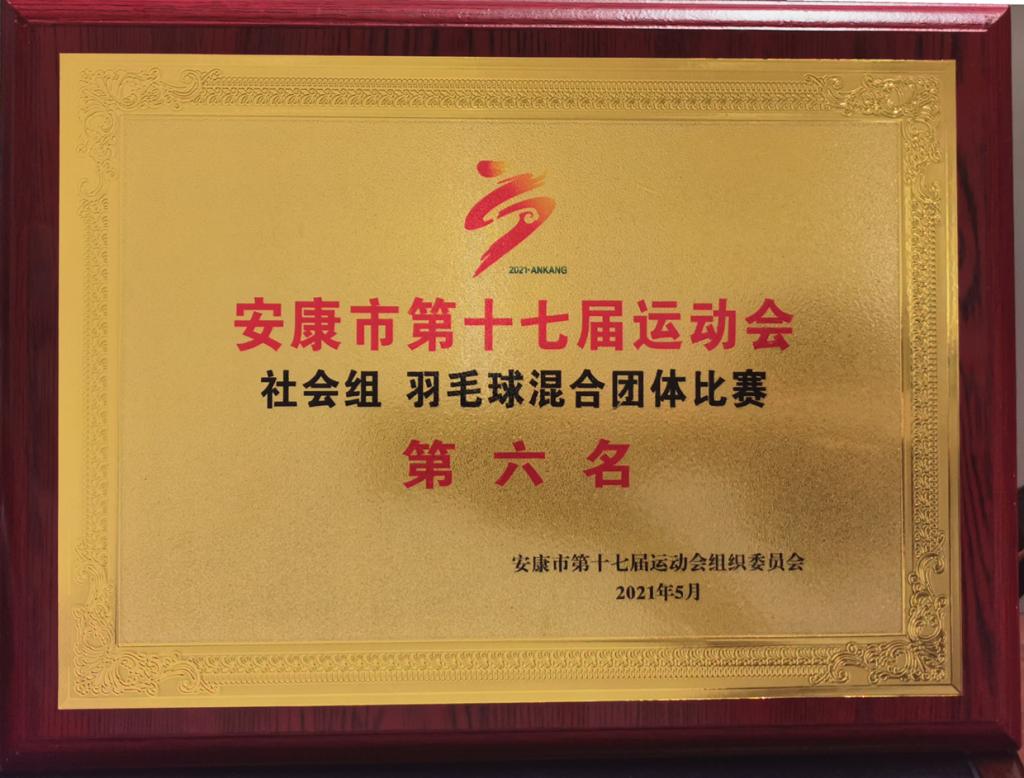 2021·ANKANG
安康市第十七届运动会
社会组 羽毛球混合团体比赛
第六名
安康市第十七届运动会组织委员会
2021年5月